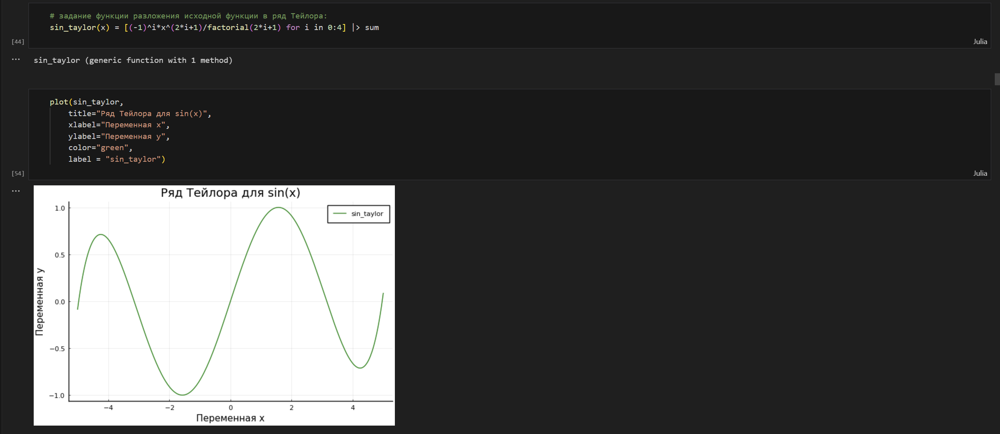 # задание функции разложения исходной функции в ряд Тейлора:
sin_taylor(x) = [(-1)^i*x^(2*i+1)/factorial(2*i+1) for i in 0:4] |> sum
[44]
Julia
... sin_taylor (generic function with 1 method)
plot(sin_taylor,
    title="Ряд Тейлора для sin(x)",
    xlabel="Переменная x",
    ylabel="Переменная y",
    color="green",
    label = "sin_taylor")
[54]
Julia
...
Ряд Тейлора для sin(x)
sin_taylor
1.0
0.5
0.0
−0.5
−1.0
Переменная y
−4 −2 0 2 4
Переменная x